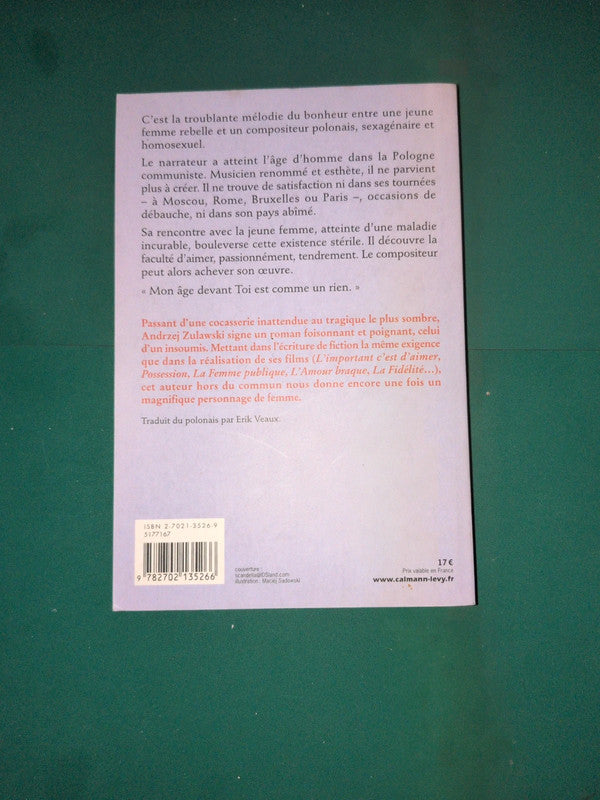 C'est la troublante mélodie du bonheur entre une jeune
femme rebelle et un compositeur polonais, sexagénaire et
homosexuel.
Le narrateur a atteint l'âge d'homme dans la Pologne
communiste. Musicien renommé et esthète, il ne parvient
plus à créer. Il ne trouve de satisfaction ni dans ses tournées
– à Moscou, Rome, Bruxelles ou Paris –, occasions de
débauche, ni dans son pays abîmé.
Sa rencontre avec la jeune femme, atteinte d'une maladie
incurable, bouleverse cette existence stérile. Il découvre la
faculté d'aimer, passionnément, tendrement. Le compositeur
peut alors achever son œuvre.
« Mon âge devant Toi est comme un rien. »
Passant d'une cocasserie inattendue au tragique le plus sombre,
Andrzej Zulawski signe un roman foisonnant et poignant, celui
d'un insoumis. Mettant dans l'écriture de fiction la même exigence
que dans la réalisation de ses films (L'important c'est d'aimer,
Possession, La Femme publique, L'Amour braque, La Fidélité...),
cet auteur hors du commun nous donne encore une fois un
magnifique personnage de femme.
Traduit du polonais par Erik Veaux.
ISBN 2-7021-3526-9
5177167
9 782702 135266
couverture :
scandella@DSland.com
illustration : Maciej Sadowski
17 €
Prix valable en France
www.calmann-levy.fr